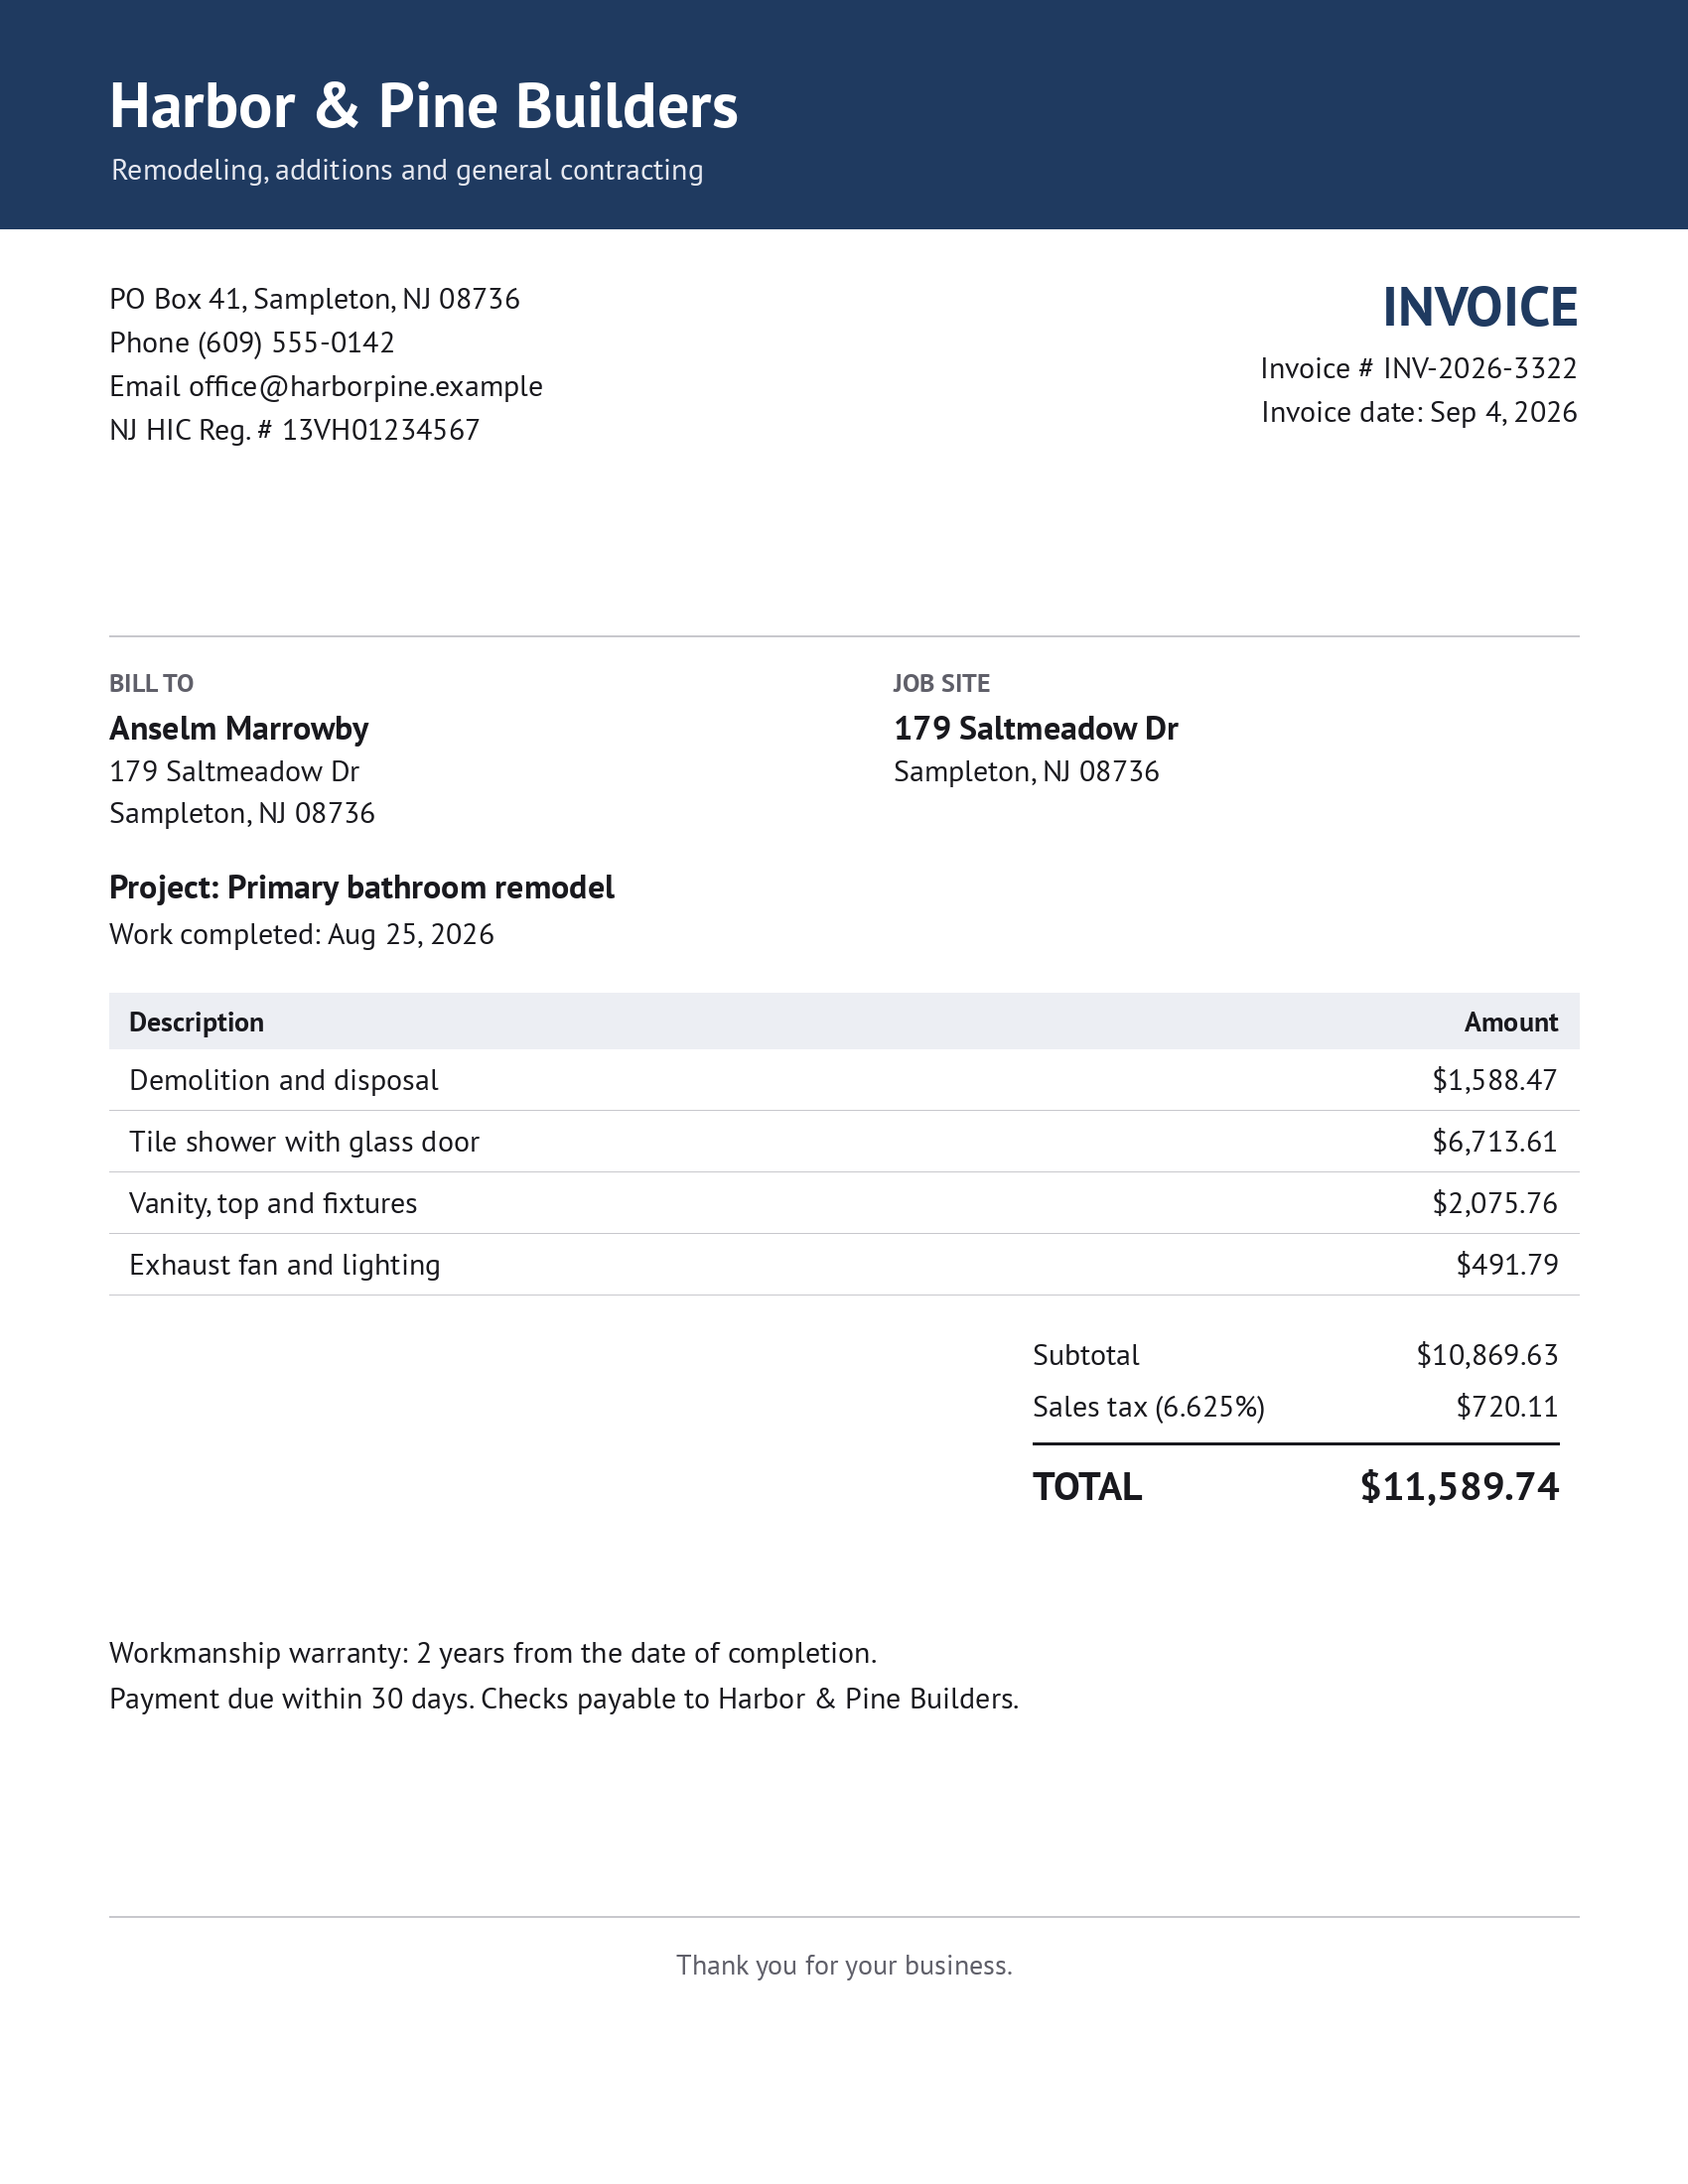 Harbor & Pine Builders
Remodeling, additions and general contracting
PO Box 41, Sampleton, NJ 08736
Phone (609) 555-0142
Email office@harborpine.example
NJ HIC Reg. # 13VH01234567
INVOICE
Invoice # INV-2026-3322
Invoice date: Sep 4, 2026
BILL TO
Anselm Marrowby
179 Saltmeadow Dr
Sampleton, NJ 08736
JOB SITE
179 Saltmeadow Dr
Sampleton, NJ 08736
Project: Primary bathroom remodel
Work completed: Aug 25, 2026
Description Amount
Demolition and disposal $1,588.47
Tile shower with glass door $6,713.61
Vanity, top and fixtures $2,075.76
Exhaust fan and lighting $491.79
Subtotal $10,869.63
Sales tax (6.625%) $720.11
TOTAL $11,589.74
Workmanship warranty: 2 years from the date of completion.
Payment due within 30 days. Checks payable to Harbor & Pine Builders.
Thank you for your business.